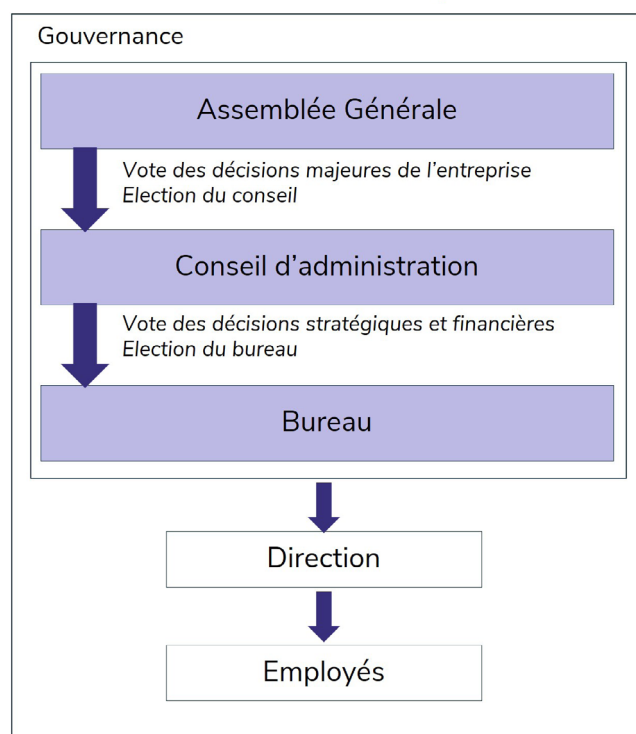 Gouvernance
Assemblée Générale
Vote des décisions majeures de l'entreprise
Election du conseil
Conseil d'administration
Vote des décisions stratégiques et financières
Election du bureau
Bureau
Direction
Employés